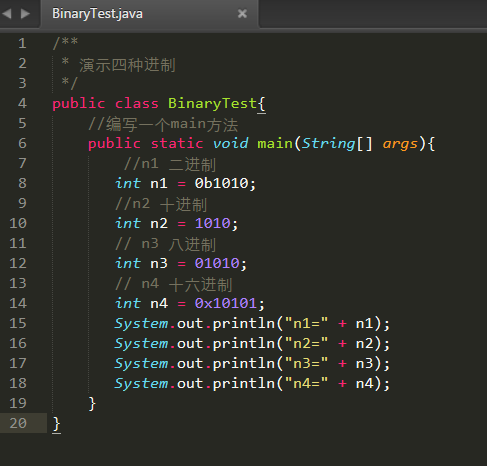 BinaryTest.java
1 /**
2  * 演示四种进制
3  */
4 public class BinaryTest{
5     //编写一个main方法
6     public static void main(String[] args){
7         //n1 二进制
8        int n1 = 0b1010;
9        //n2 十进制
10        int n2 = 1010;
11        // n3 八进制
12        int n3 = 01010;
13        // n4 十六进制
14        int n4 = 0x10101;
15        System.out.println("n1=" + n1);
16        System.out.println("n2=" + n2);
17        System.out.println("n3=" + n3);
18        System.out.println("n4=" + n4);
19     }
20 }